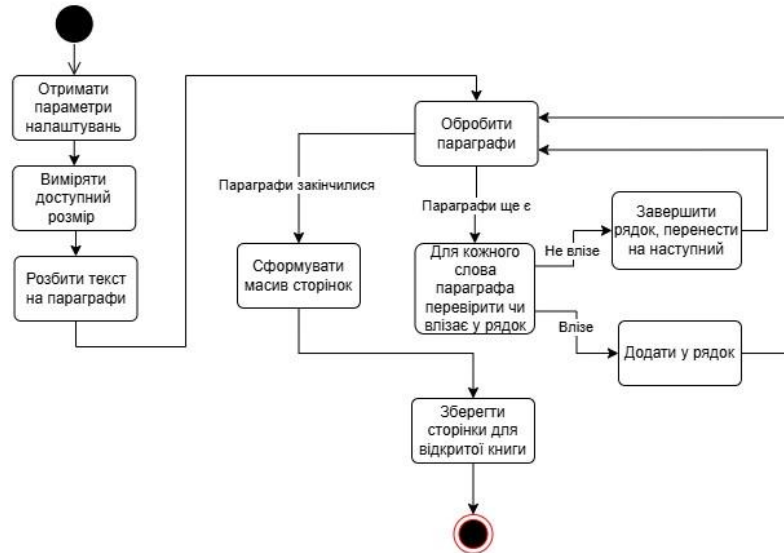 Отримати
параметри
налаштувань
Виміряти
доступний
розмір
Розбити текст
на параграфи
Обробити
параграфи
Параграфи закінчилися
Параграфи ще є
Сформувати
масив сторінок
Для кожного
слова
параграфа
перевірити чи
влізає у рядок
Не влізе
Завершити
рядок, перенести
на наступний
Влізе
Додати у рядок
Зберегти
сторінки для
відкритої книги